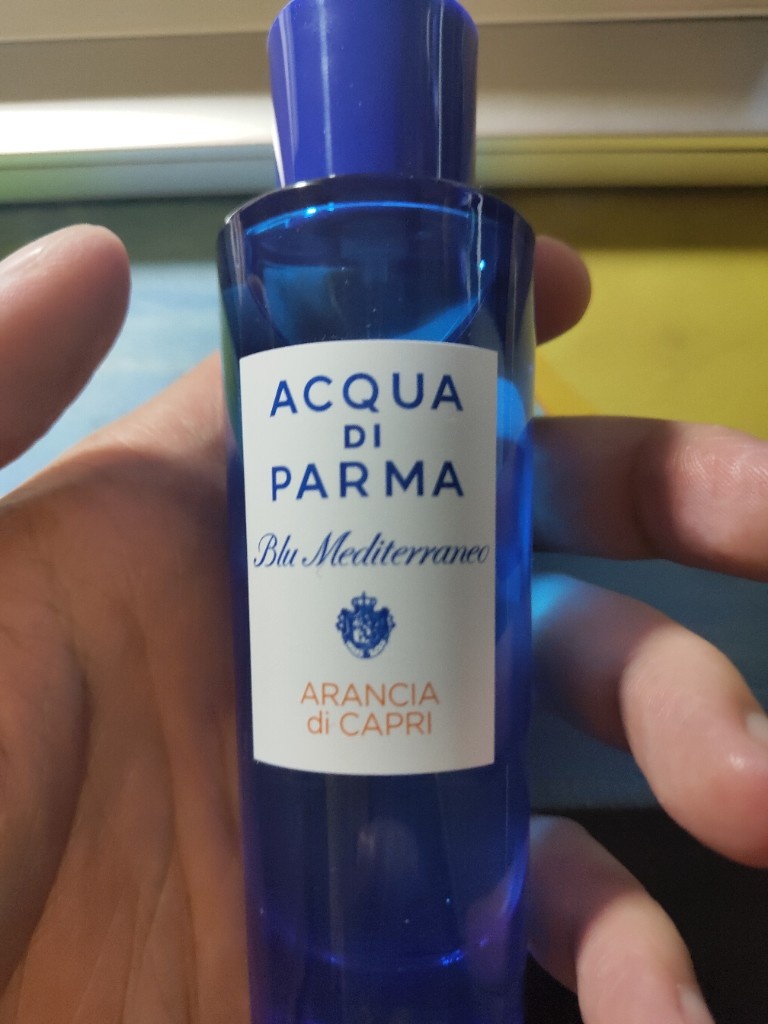 ACQUA
DI
PARMA
Blu Mediterraneo
ARANCIA
di CAPRI